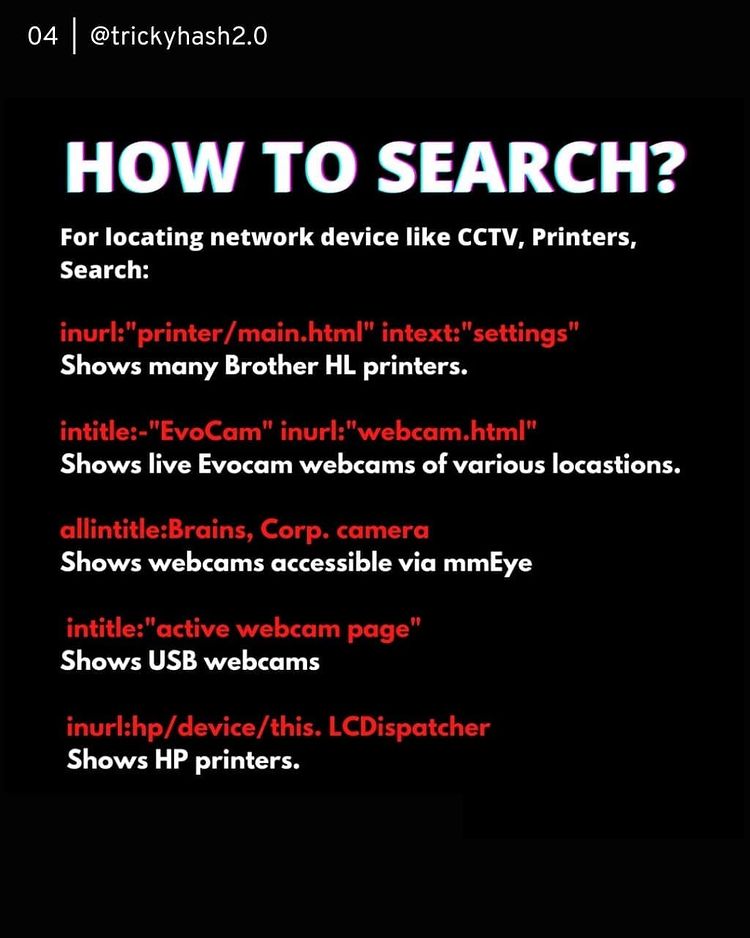 04 | @trickyhash2.0
HOW TO SEARCH?
For locating network device like CCTV, Printers,
Search:
inurl:"printer/main.html" intext:"settings"
Shows many Brother HL printers.
intitle:-"EvoCam" inurl:"webcam.html"
Shows live Evocam webcams of various locastions.
allintitle:Brains, Corp. camera
Shows webcams accessible via mmEye
intitle:"active webcam page"
Shows USB webcams
inurl:hp/device/this. LCDispatcher
Shows HP printers.